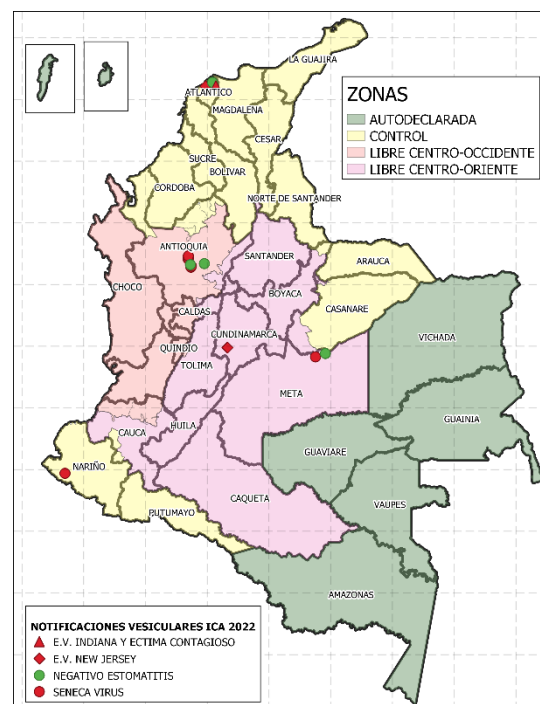 LA GUAJIRA
ATLANTICO
MAGDALENA
CESAR
SUCRE
BOLIVAR
CORDOBA
NORTE DE SANTANDER
ZONAS
AUTODECLARADA
CONTROL
LIBRE CENTRO-OCCIDENTE
LIBRE CENTRO-ORIENTE
ANTIOQUIA
SANTANDER
ARAUCA
CHOCO
BOYACA
CALDAS
CASANARE
CUNDINAMARCA
VICHADA
QUINDIO
TOLIMA
META
GUAINIA
HUILA
CAUCA
GUAVIARE
NARIÑO
CAQUETA
VAUPES
PUTUMAYO
AMAZONAS
NOTIFICACIONES VESICULARES ICA 2022
E.V. INDIANA Y ECTIMA CONTAGIOSO
E.V. NEW JERSEY
NEGATIVO ESTOMATITIS
SENECA VIRUS